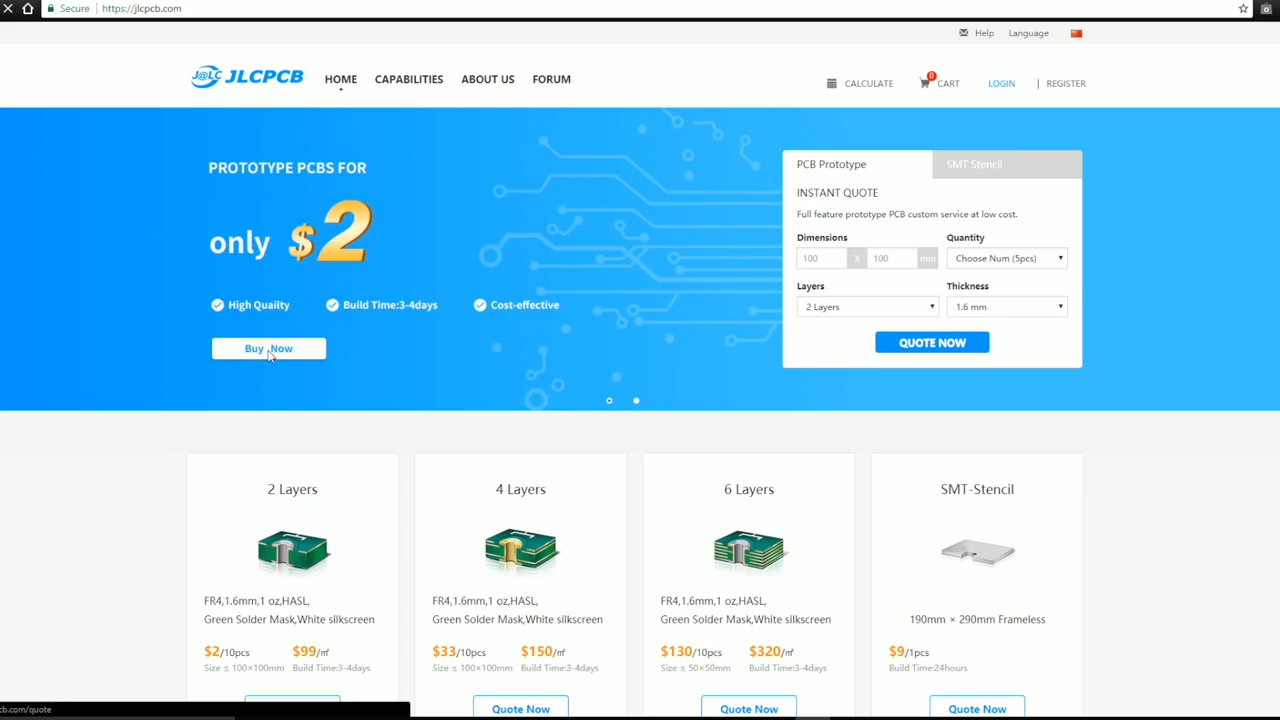 Secure https://jlcpcb.com
Help Language
J@LC JLCPCB HOME CAPABILITIES ABOUT US FORUM
CALCULATE 0 CART LOGIN | REGISTER
PROTOTYPE PCBS FOR
only $2
High Quailty Build Time:3-4days Cost-effective
Buy Now
PCB Prototype SMT Stencil
INSTANT QUOTE
Full feature prototype PCB custom service at low cost.
Dimensions Quantity
100 X 100 mm Choose Num (5pcs)
Layers Thickness
2 Layers 1.6 mm
QUOTE NOW
2 Layers
FR4,1.6mm,1 oz,HASL,
Green Solder Mask,White silkscreen
$2/10pcs $99/㎡
Size ≤ 100×100mm Build Time:3-4days
4 Layers
FR4,1.6mm,1 oz,HASL,
Green Solder Mask,White silkscreen
$33/10pcs $150/㎡
Size ≤ 100×100mm Build Time:3-4days
Quote Now
6 Layers
FR4,1.6mm,1 oz,HASL,
Green Solder Mask,White silkscreen
$130/10pcs $320/㎡
Size ≤ 50×50mm Build Time:3-4days
Quote Now
SMT-Stencil
190mm × 290mm Frameless
$9/1pcs
Build Time:24hours
Quote Now
cb.com/quote